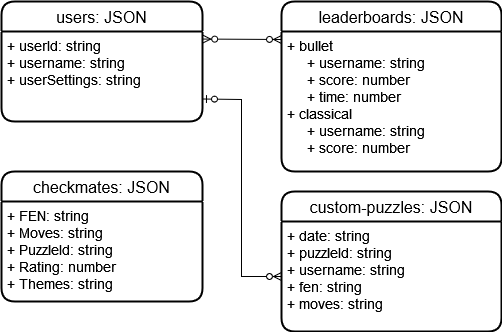 users: JSON
+ userId: string
+ username: string
+ userSettings: string
leaderboards: JSON
+ bullet
+ username: string
+ score: number
+ time: number
+ classical
+ username: string
+ score: number
checkmates: JSON
+ FEN: string
+ Moves: string
+ PuzzleId: string
+ Rating: number
+ Themes: string
custom-puzzles: JSON
+ date: string
+ puzzleId: string
+ username: string
+ fen: string
+ moves: string